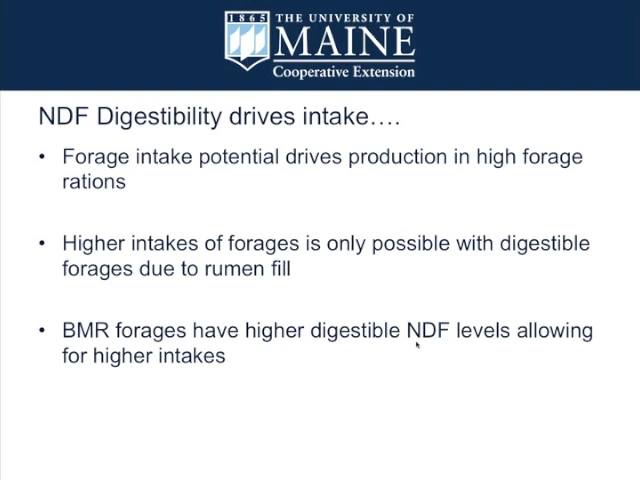 1865
THE UNIVERSITY OF
MAINE
Cooperative Extension
NDF Digestibility drives intake….
• Forage intake potential drives production in high forage
rations
• Higher intakes of forages is only possible with digestible
forages due to rumen fill
• BMR forages have higher digestible NDF levels allowing
for higher intakes